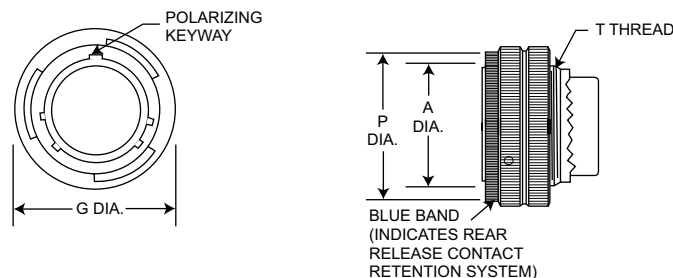 POLARIZING
KEYWAY
G DIA.
T THREAD
P
DIA.
A
DIA.
BLUE BAND
(INDICATES REAR
RELEASE CONTACT
RETENTION SYSTEM)